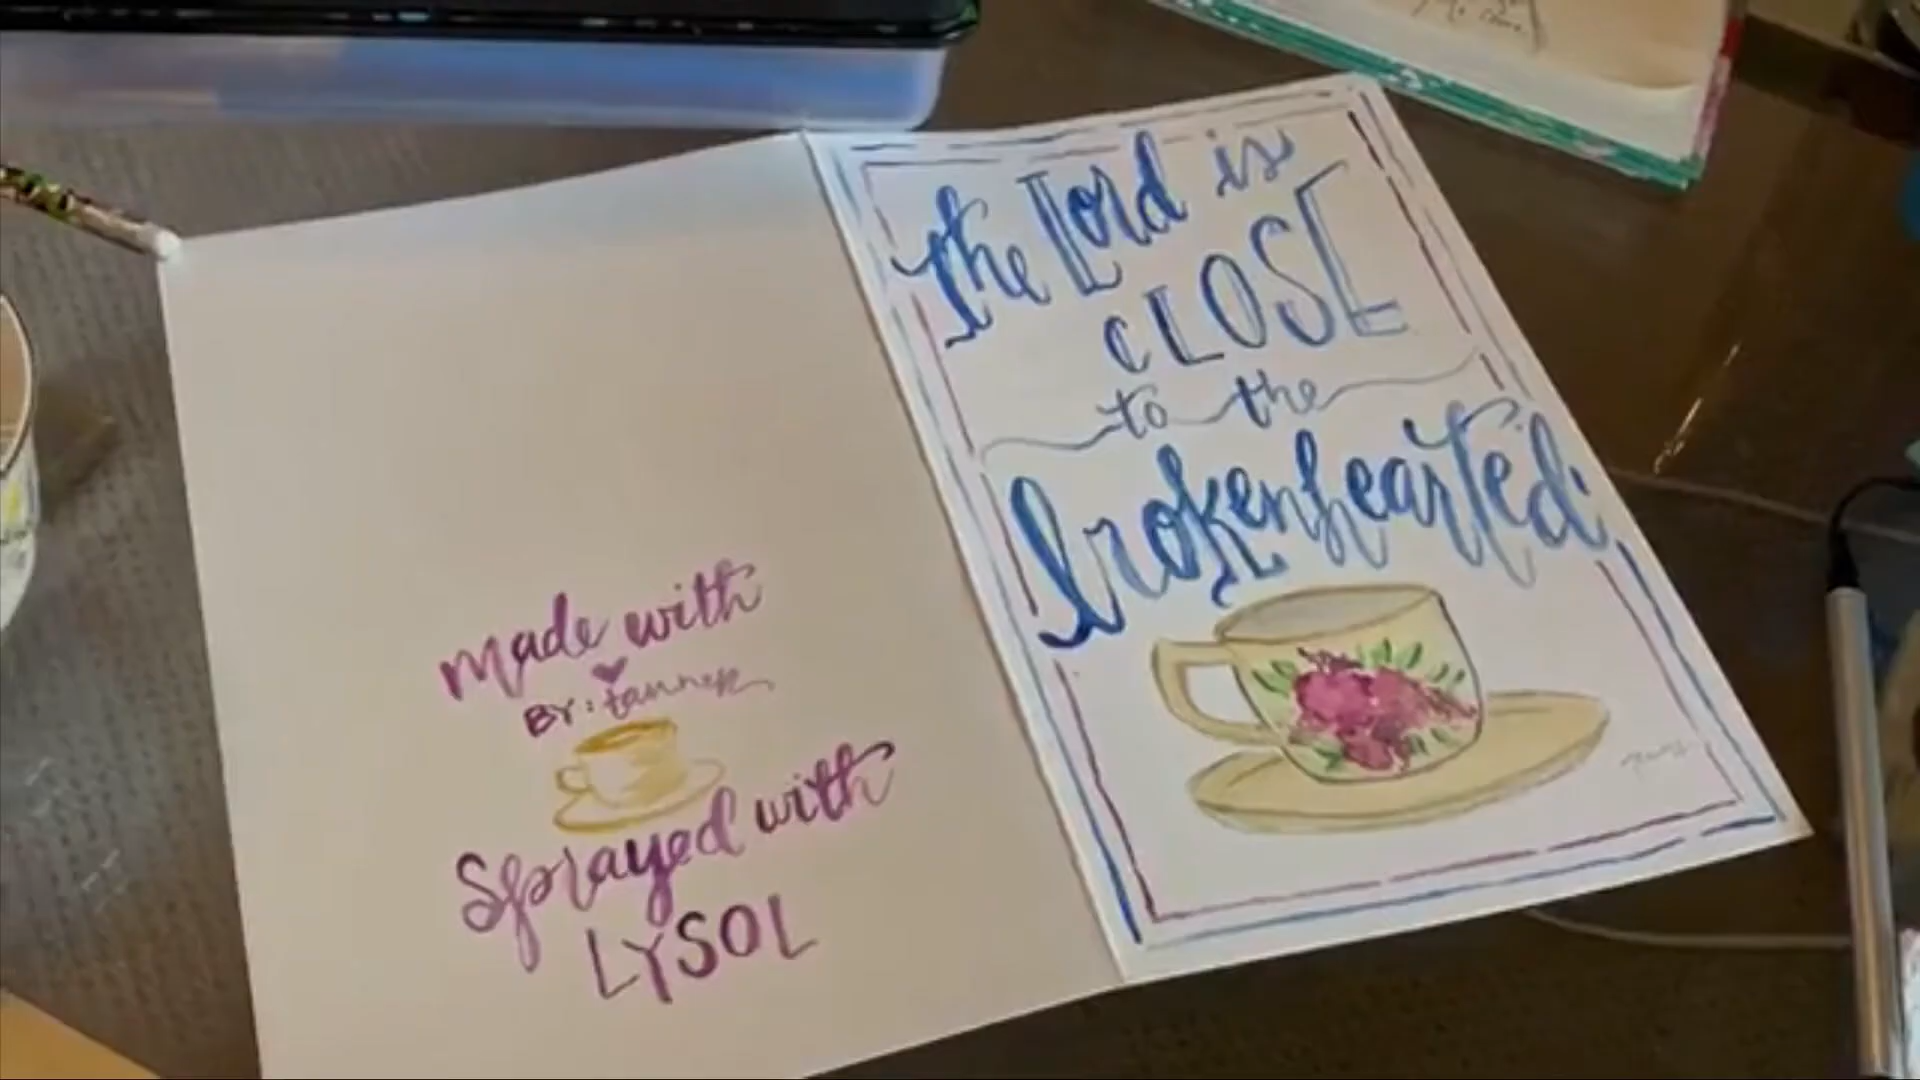 made with
BY: tanner
Sprayed with
LYSOL
the Lord is
CLOSE
to the
brokenhearted.